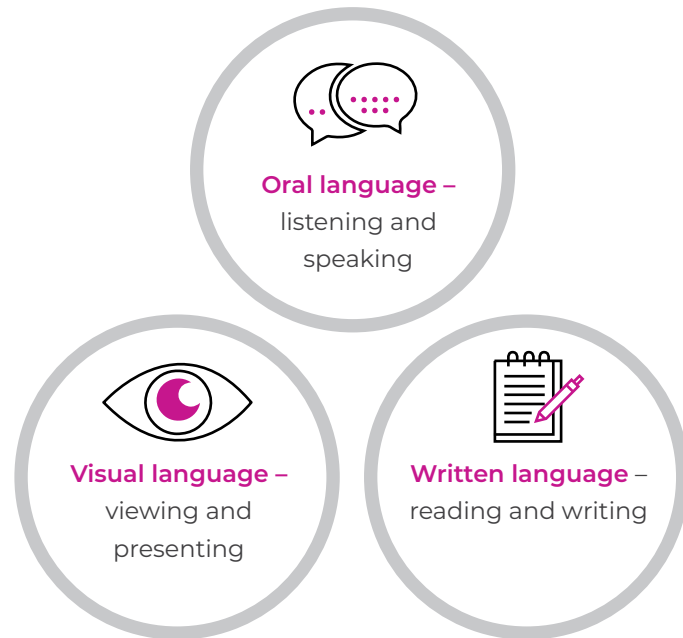 Oral language –
listening and
speaking
Visual language –
viewing and
presenting
Written language –
reading and writing